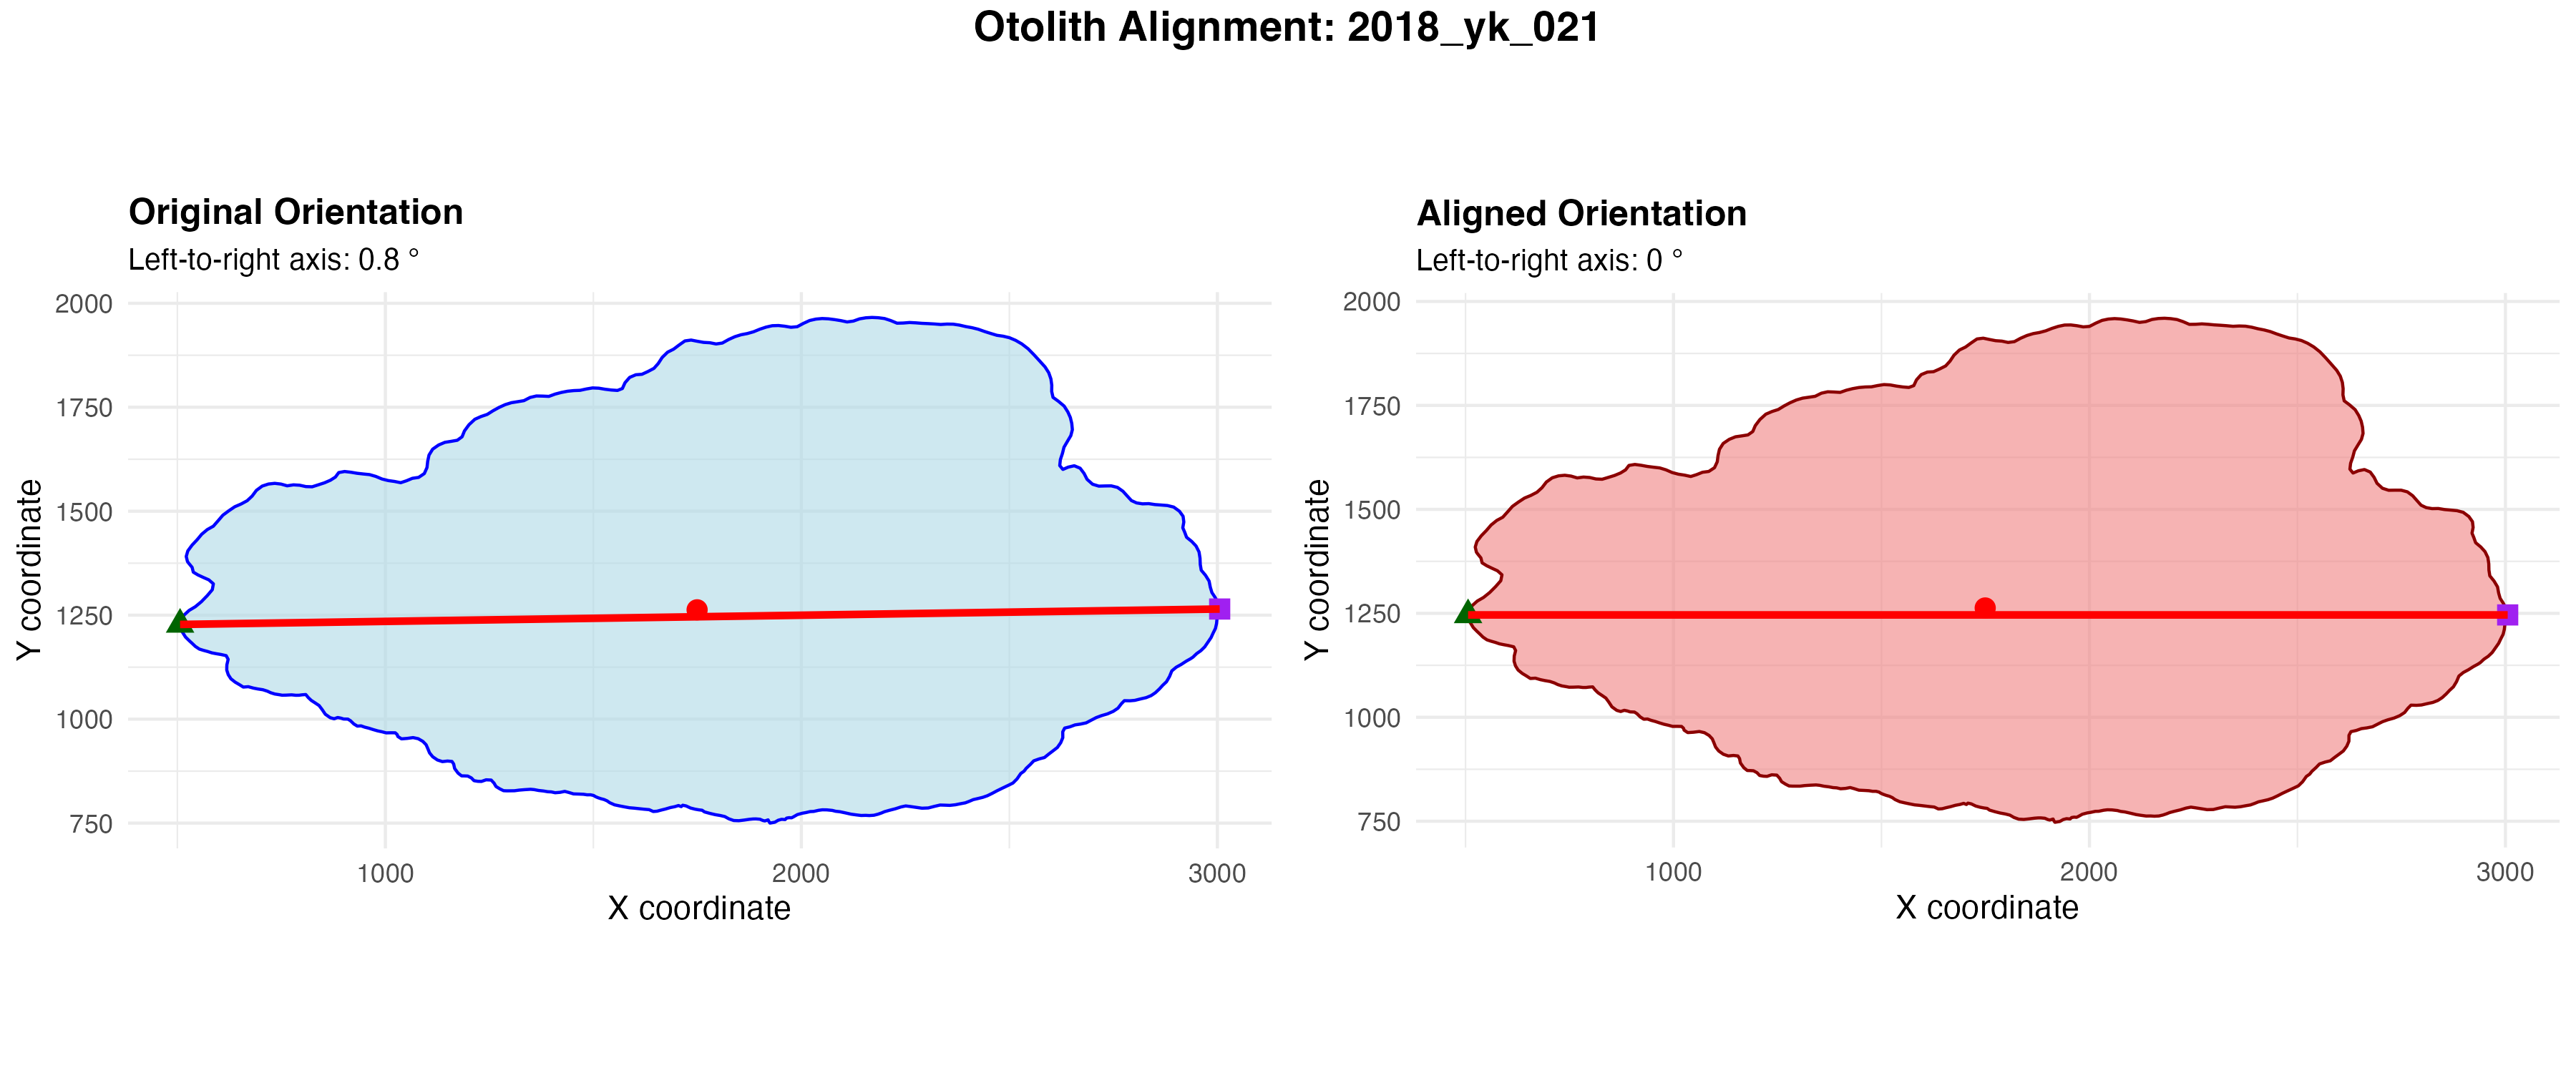 Otolith Alignment: 2018_yk_021
Original Orientation
Left-to-right axis: 0.8 °
2000
1750
1500
1250
1000
750
Y coordinate
1000
2000
3000
X coordinate
Aligned Orientation
Left-to-right axis: 0 °
2000
1750
1500
1250
1000
750
Y coordinate
1000
2000
3000
X coordinate